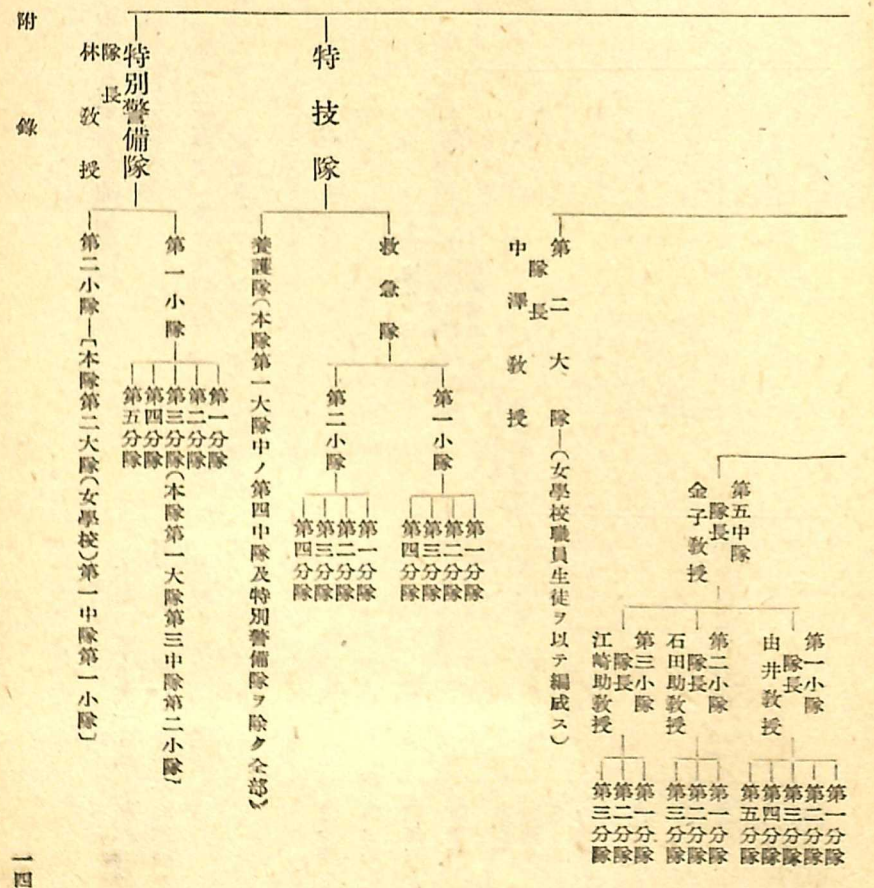 第五中隊
隊長
金子教授
第一小隊
隊長
由井教授
第一分隊
第二分隊
第三分隊
第四分隊
第五分隊
第二小隊
隊長
石田助教授
第一分隊
第二分隊
第三分隊
第三小隊
隊長
江崎助教授
第一分隊
第二分隊
第三分隊
第二大隊(女學校職員生徒ヲ以テ編成ス)
隊長
中澤教授
特技隊
救急隊
第一小隊
第一分隊
第二分隊
第三分隊
第四分隊
第二小隊
第一分隊
第二分隊
第三分隊
第四分隊
養護隊(本隊第一大隊中ノ第四中隊及特別警備隊ヲ除ク全部)
特別警備隊
隊長
林教授
第一小隊
第一分隊
第二分隊
第三分隊(本隊第一大隊第三中隊第二小隊)
第四分隊
第五分隊
第二小隊[本隊第二大隊(女學校)第一中隊第一小隊]
附錄
一四